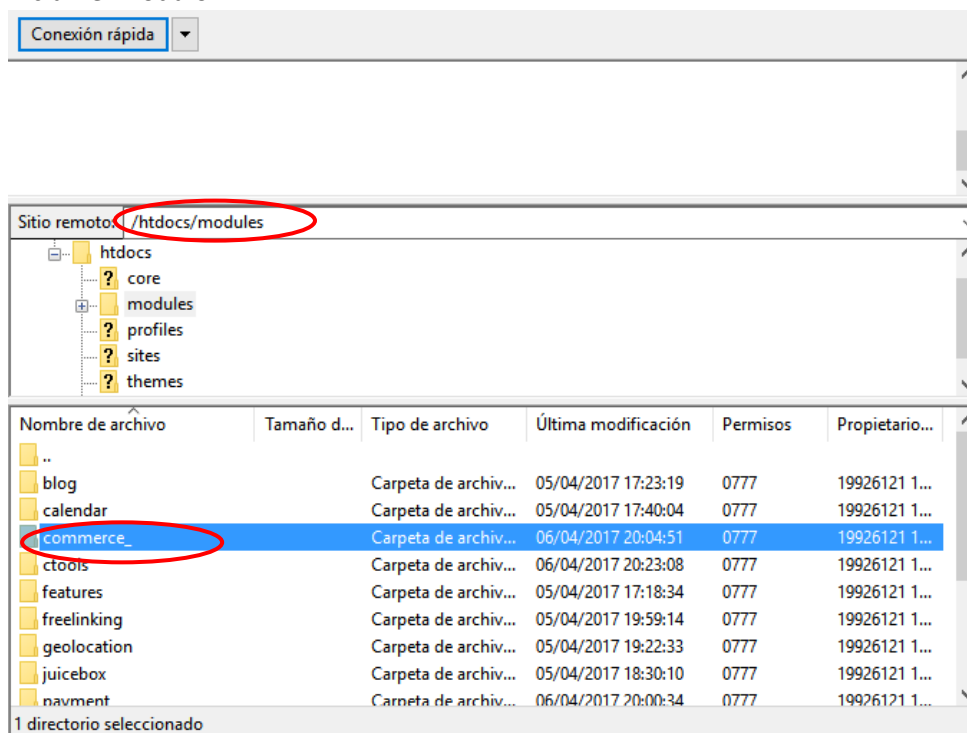 Conexión rápida
Sitio remoto: /htdocs/modules
htdocs
? core
modules
? profiles
? sites
? themes
Nombre de archivo Tamaño d... Tipo de archivo Última modificación Permisos Propietario...
..
blog Carpeta de archiv... 05/04/2017 17:23:19 0777 19926121 1...
calendar Carpeta de archiv... 05/04/2017 17:40:04 0777 19926121 1...
commerce_ Carpeta de archiv... 06/04/2017 20:04:51 0777 19926121 1...
ctools Carpeta de archiv... 06/04/2017 20:23:08 0777 19926121 1...
features Carpeta de archiv... 05/04/2017 17:18:34 0777 19926121 1...
freelinking Carpeta de archiv... 05/04/2017 19:59:14 0777 19926121 1...
geolocation Carpeta de archiv... 05/04/2017 19:22:33 0777 19926121 1...
juicebox Carpeta de archiv... 05/04/2017 18:30:10 0777 19926121 1...
payment Carpeta de archiv... 06/04/2017 20:00:34 0777 19926121 1...
1 directorio seleccionado